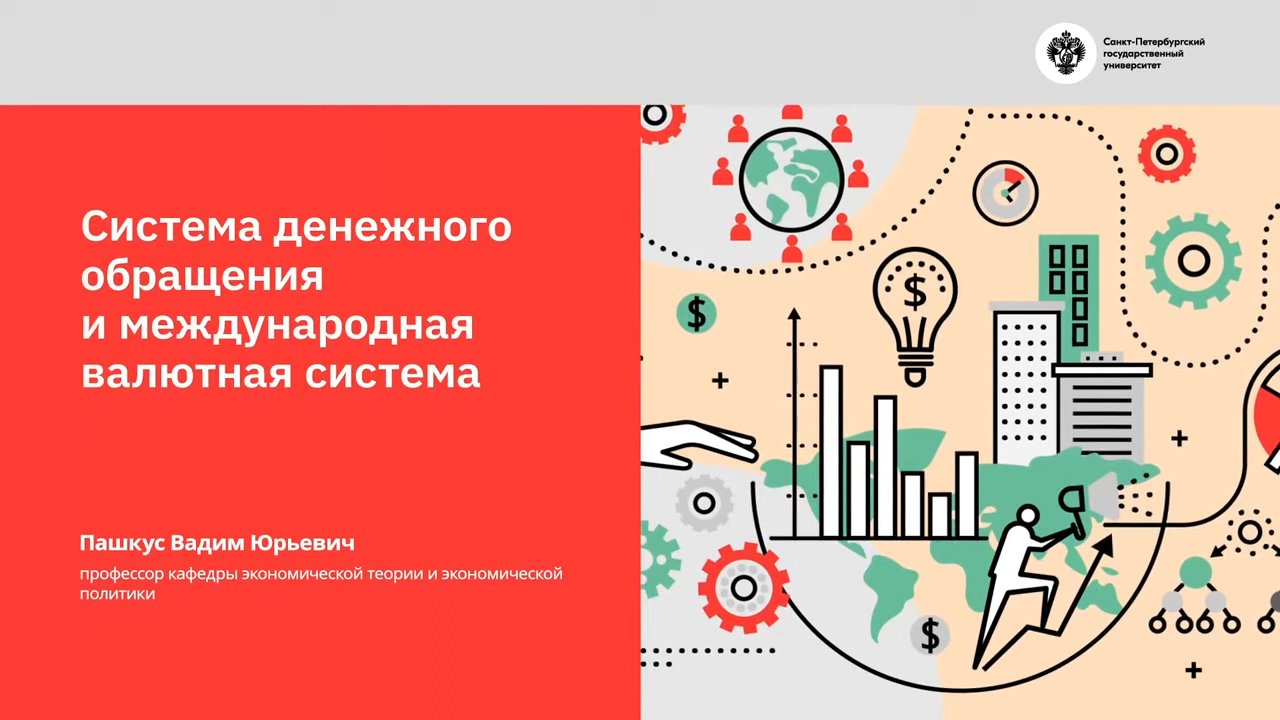 Санкт-Петербургский
государственный
университет
Система денежного
обращения
и международная
валютная система
Пашкус Вадим Юрьевич
профессор кафедры экономической теории и экономической
политики
$
$
$